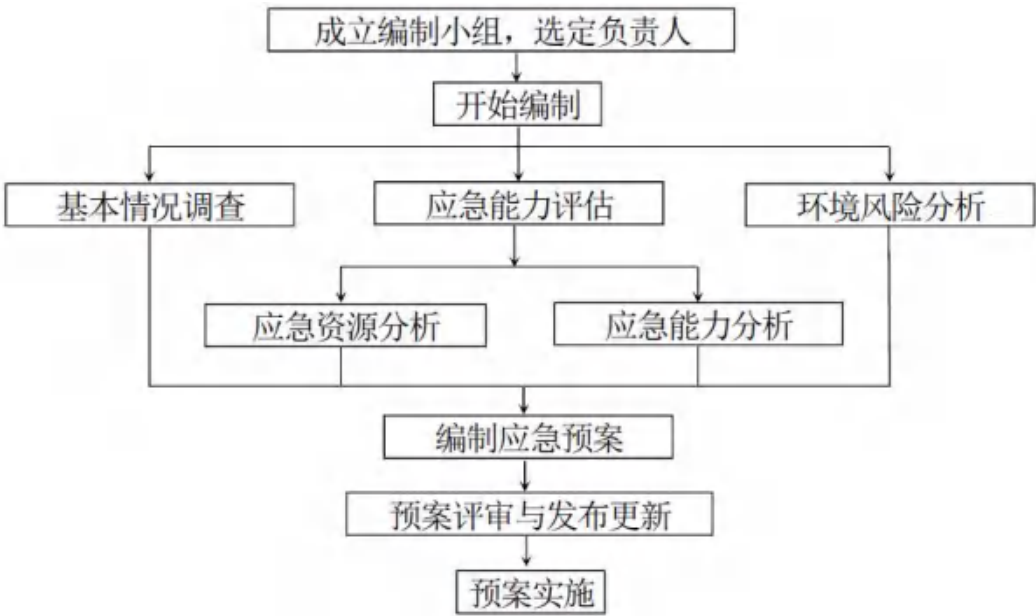 成立编制小组，选定负责人
开始编制
基本情况调查
应急能力评估
环境风险分析
应急资源分析
应急能力分析
编制应急预案
预案评审与发布更新
预案实施